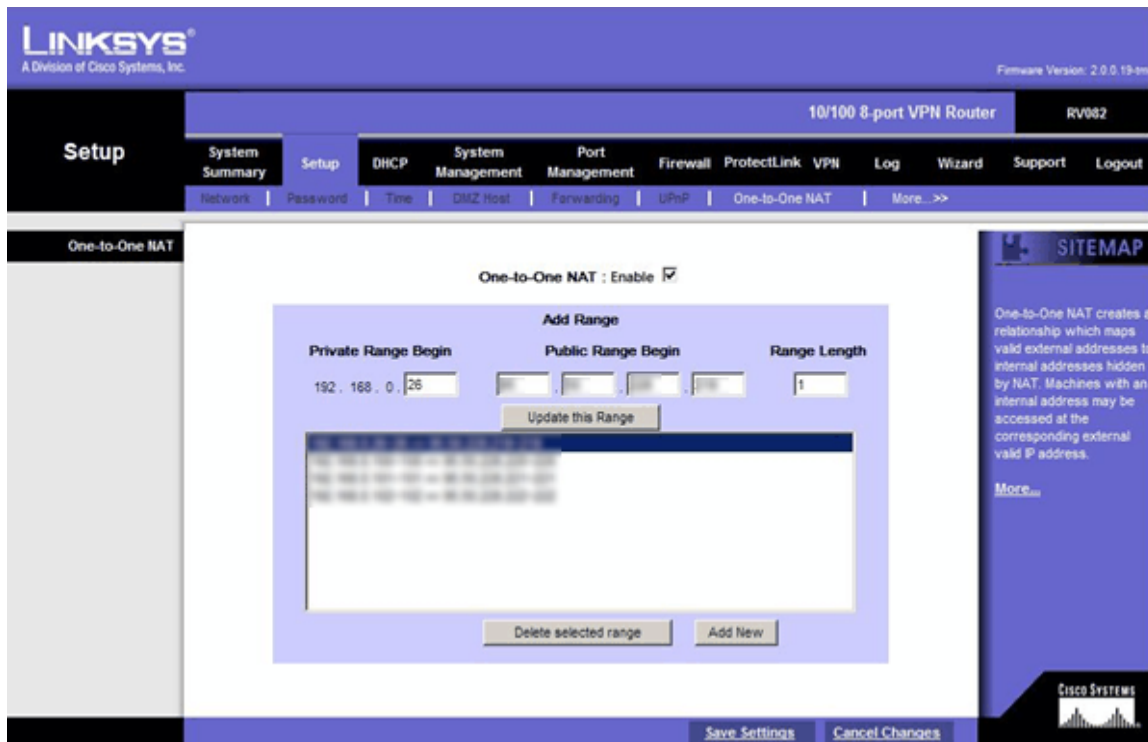 LINKSYS®
A Division of Cisco Systems, Inc.
Firmware Version: 2.0.0.19-tm
10/100 8-port VPN Router RV082
Setup
System Summary Setup DHCP System Management Port Management Firewall ProtectLink VPN Log Wizard Support Logout
Network | Password | Time | DMZ Host | Forwarding | UPnP | One-to-One NAT | More...>>
One-to-One NAT
SITEMAP
One-to-One NAT : Enable
Add Range
Private Range Begin Public Range Begin Range Length
192 . 168 . 0 . 26 . . . 1
Update this Range
Delete selected range Add New
One-to-One NAT creates a
relationship which maps
valid external addresses to
internal addresses hidden
by NAT. Machines with an
internal address may be
accessed at the
corresponding external
valid IP address.
More...
CISCO SYSTEMS
Save Settings Cancel Changes